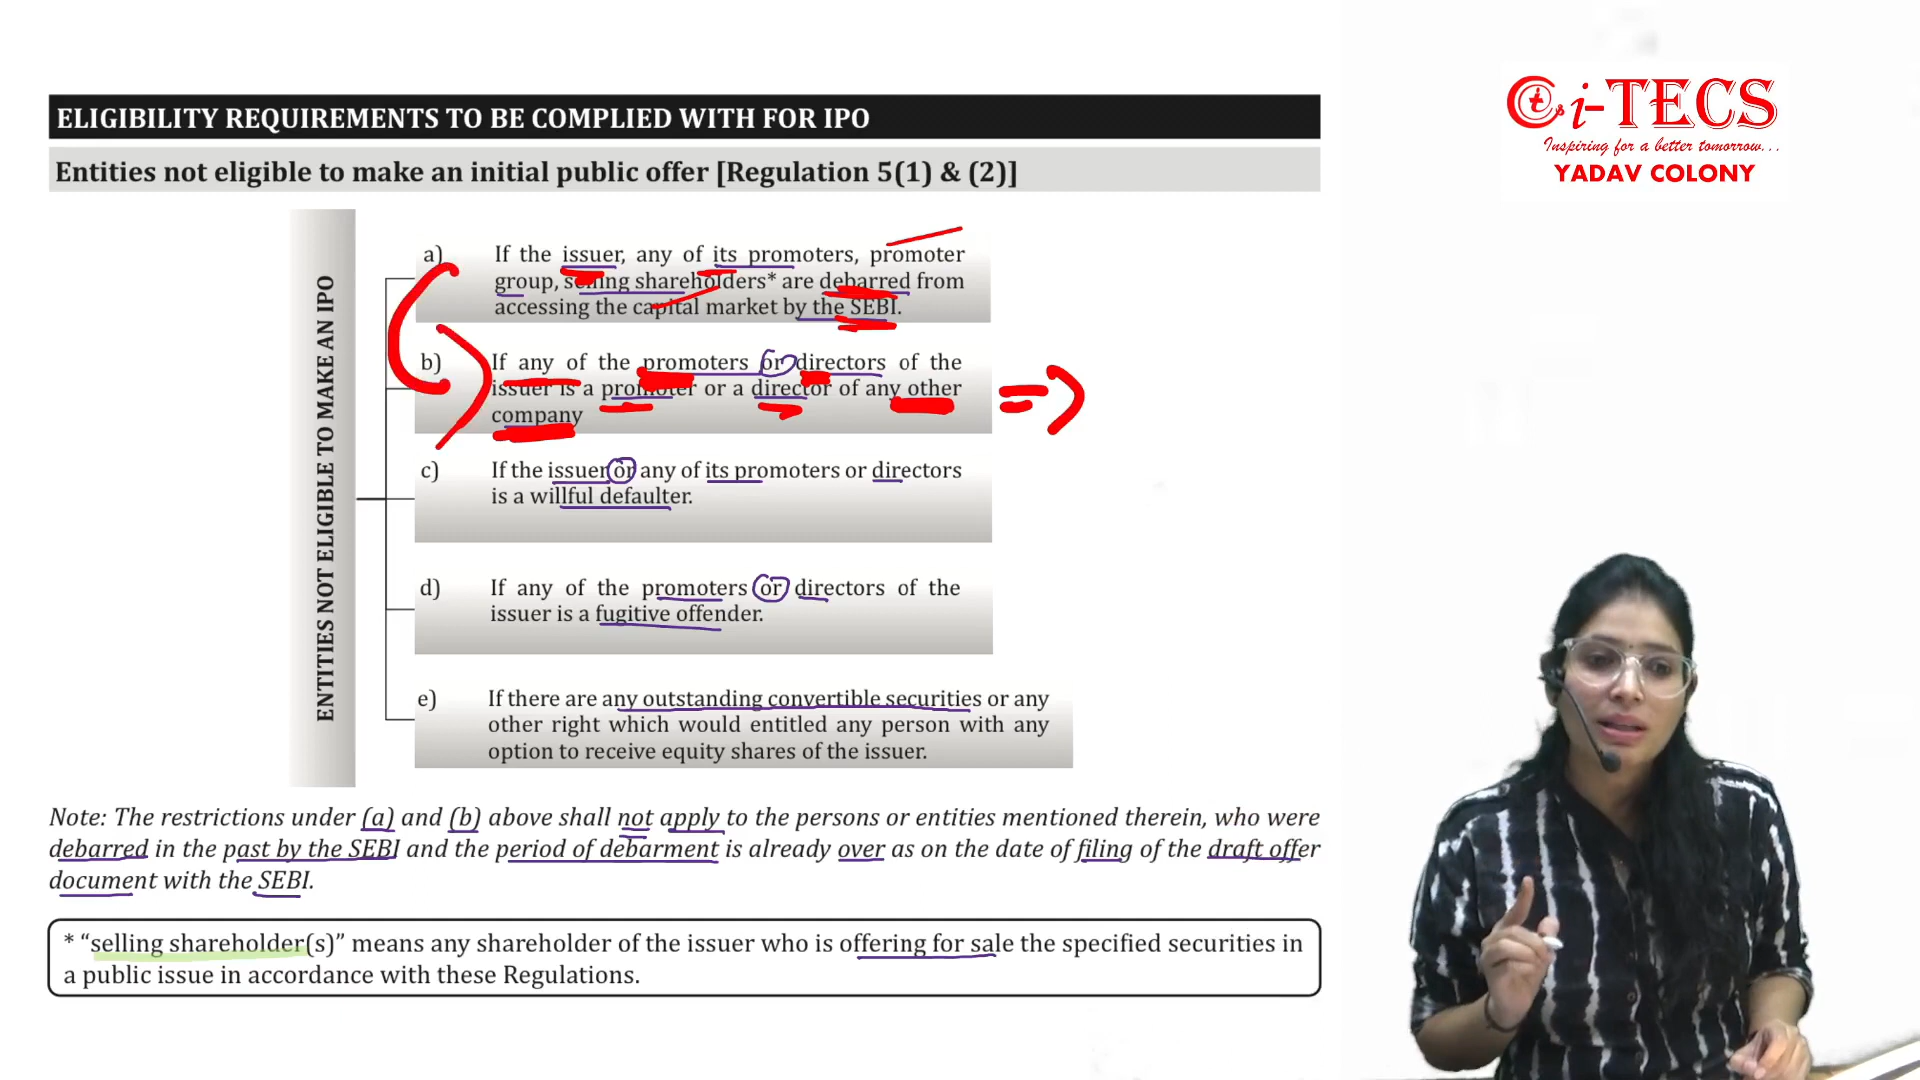 ELIGIBILITY REQUIREMENTS TO BE COMPLIED WITH FOR IPO
Entities not eligible to make an initial public offer [Regulation 5(1) & (2)]
ENTITIES NOT ELIGIBLE TO MAKE AN IPO
a) If the issuer, any of its promoters, promoter
group, selling shareholders* are debarred from
accessing the capital market by the SEBI.
b) If any of the promoters or directors of the
issuer is a promoter or a director of any other
company
c) If the issuer or any of its promoters or directors
is a willful defaulter.
d) If any of the promoters or directors of the
issuer is a fugitive offender.
e) If there are any outstanding convertible securities or any
other right which would entitled any person with any
option to receive equity shares of the issuer.
Note: The restrictions under (a) and (b) above shall not apply to the persons or entities mentioned therein, who were
debarred in the past by the SEBI and the period of debarment is already over as on the date of filing of the draft offer
document with the SEBI.
* “selling shareholder(s)” means any shareholder of the issuer who is offering for sale the specified securities in
a public issue in accordance with these Regulations.
i-TECS
Inspiring for a better tomorrow...
YADAV COLONY